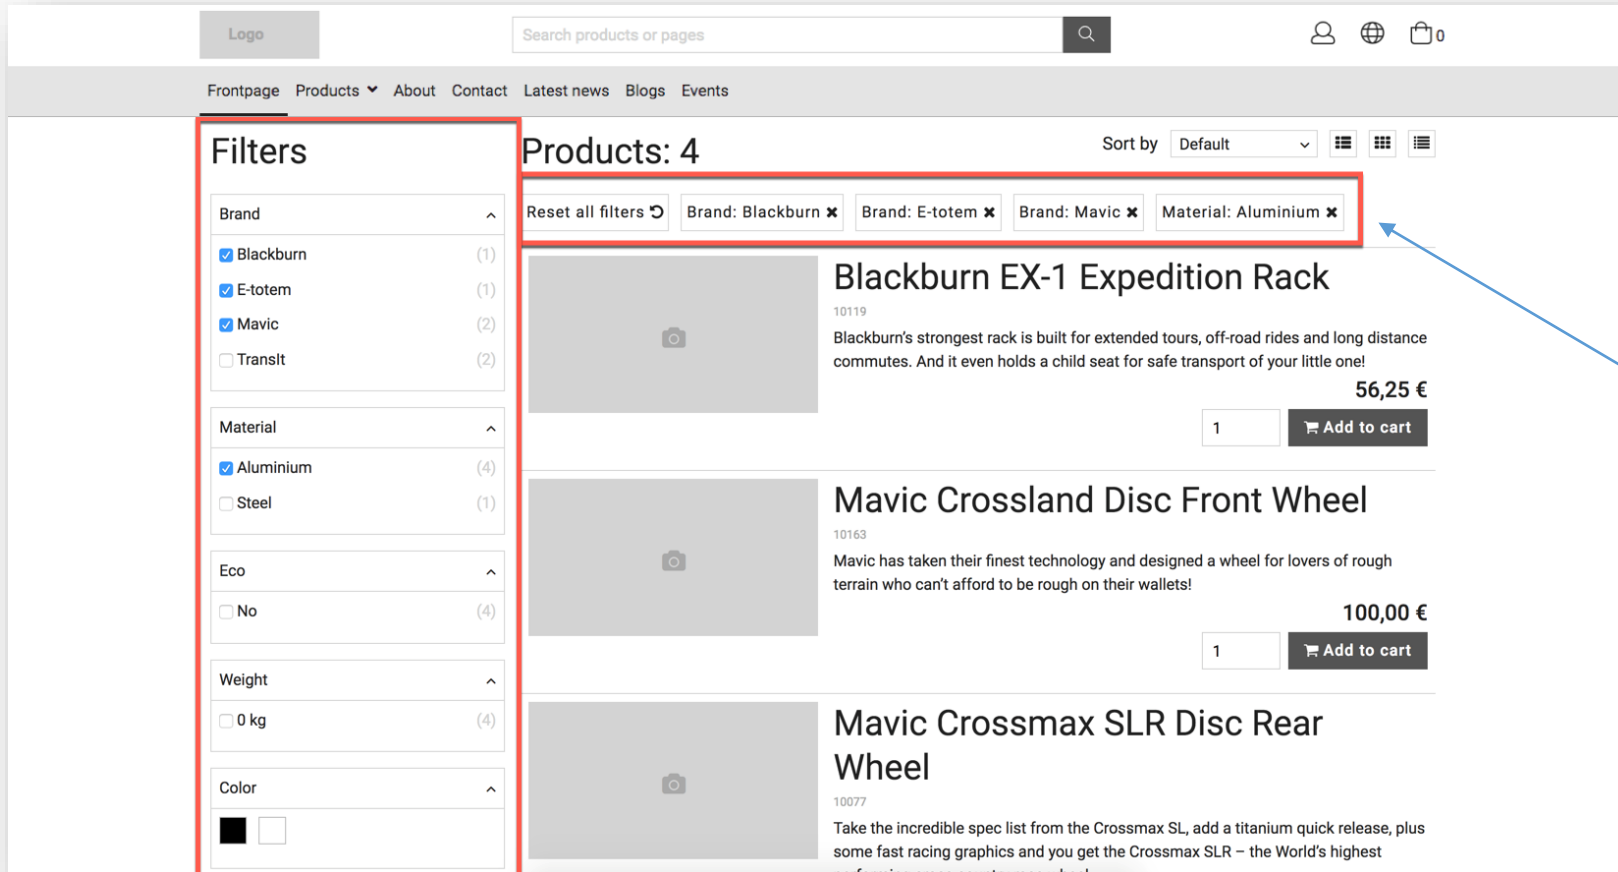 Logo
Search products or pages
0
Frontpage Products About Contact Latest news Blogs Events
Filters
Brand
Blackburn (1)
E-totem (1)
Mavic (2)
TransIt (2)
Material
Aluminium (4)
Steel (1)
Eco
No (4)
Weight
0 kg (4)
Color
Products: 4
Sort by Default
Reset all filters Brand: Blackburn Brand: E-totem Brand: Mavic Material: Aluminium
Blackburn EX-1 Expedition Rack
10119
Blackburn’s strongest rack is built for extended tours, off-road rides and long distance
commutes. And it even holds a child seat for safe transport of your little one!
56,25 €
1 Add to cart
Mavic Crossland Disc Front Wheel
10163
Mavic has taken their finest technology and designed a wheel for lovers of rough
terrain who can’t afford to be rough on their wallets!
100,00 €
1 Add to cart
Mavic Crossmax SLR Disc Rear
Wheel
10077
Take the incredible spec list from the Crossmax SL, add a titanium quick release, plus
some fast racing graphics and you get the Crossmax SLR – the World’s highest